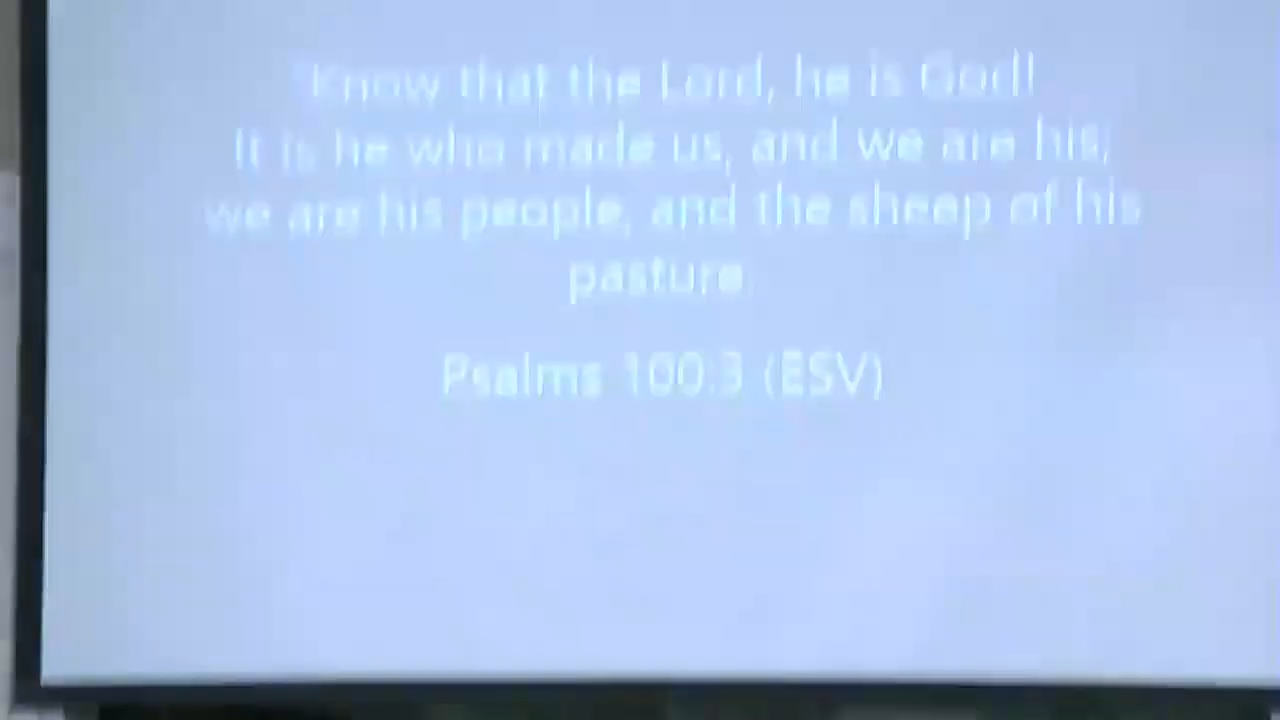 "Know that the Lord, he is God!
It is he who made us, and we are his;
we are his people, and the sheep of his
pasture.
Psalms 100:3 (ESV)